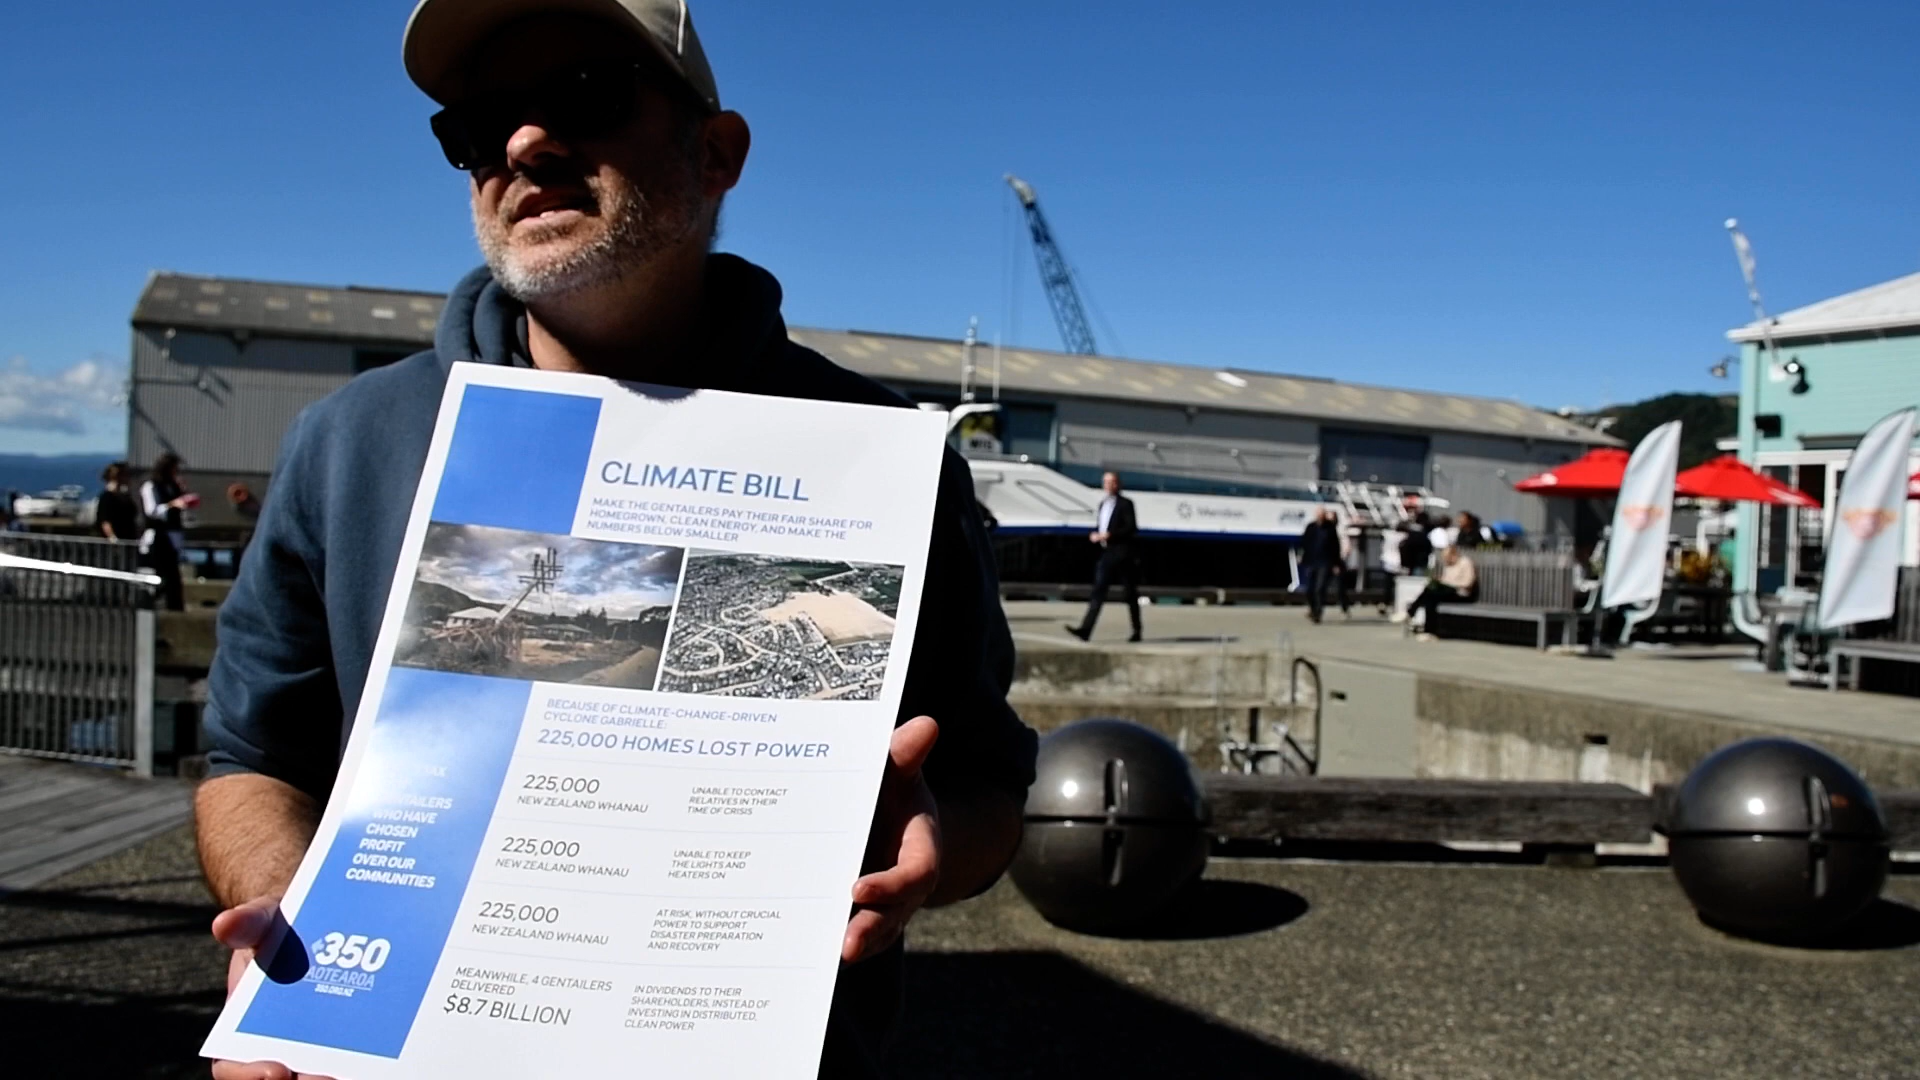 CLIMATE BILL
MAKE THE GENTAILERS PAY THEIR FAIR SHARE FOR
HOMEGROWN, CLEAN ENERGY, AND MAKE THE
NUMBERS BELOW SMALLER
BECAUSE OF CLIMATE-CHANGE-DRIVEN
CYCLONE GABRIELLE:
225,000 HOMES LOST POWER
225,000
NEW ZEALAND WHANAU
UNABLE TO CONTACT
RELATIVES IN THEIR
TIME OF CRISIS
225,000
NEW ZEALAND WHANAU
UNABLE TO KEEP
THE LIGHTS AND
HEATERS ON
225,000
NEW ZEALAND WHANAU
AT RISK, WITHOUT CRUCIAL
POWER TO SUPPORT
DISASTER PREPARATION
AND RECOVERY
MEANWHILE, 4 GENTAILERS
DELIVERED
$8.7 BILLION
IN DIVIDENDS TO THEIR
SHAREHOLDERS, INSTEAD OF
INVESTING IN DISTRIBUTED,
CLEAN POWER
WHO HAVE
CHOSEN
PROFIT
OVER OUR
COMMUNITIES
350
AOTEAROA
350.ORG.NZ
Meridian